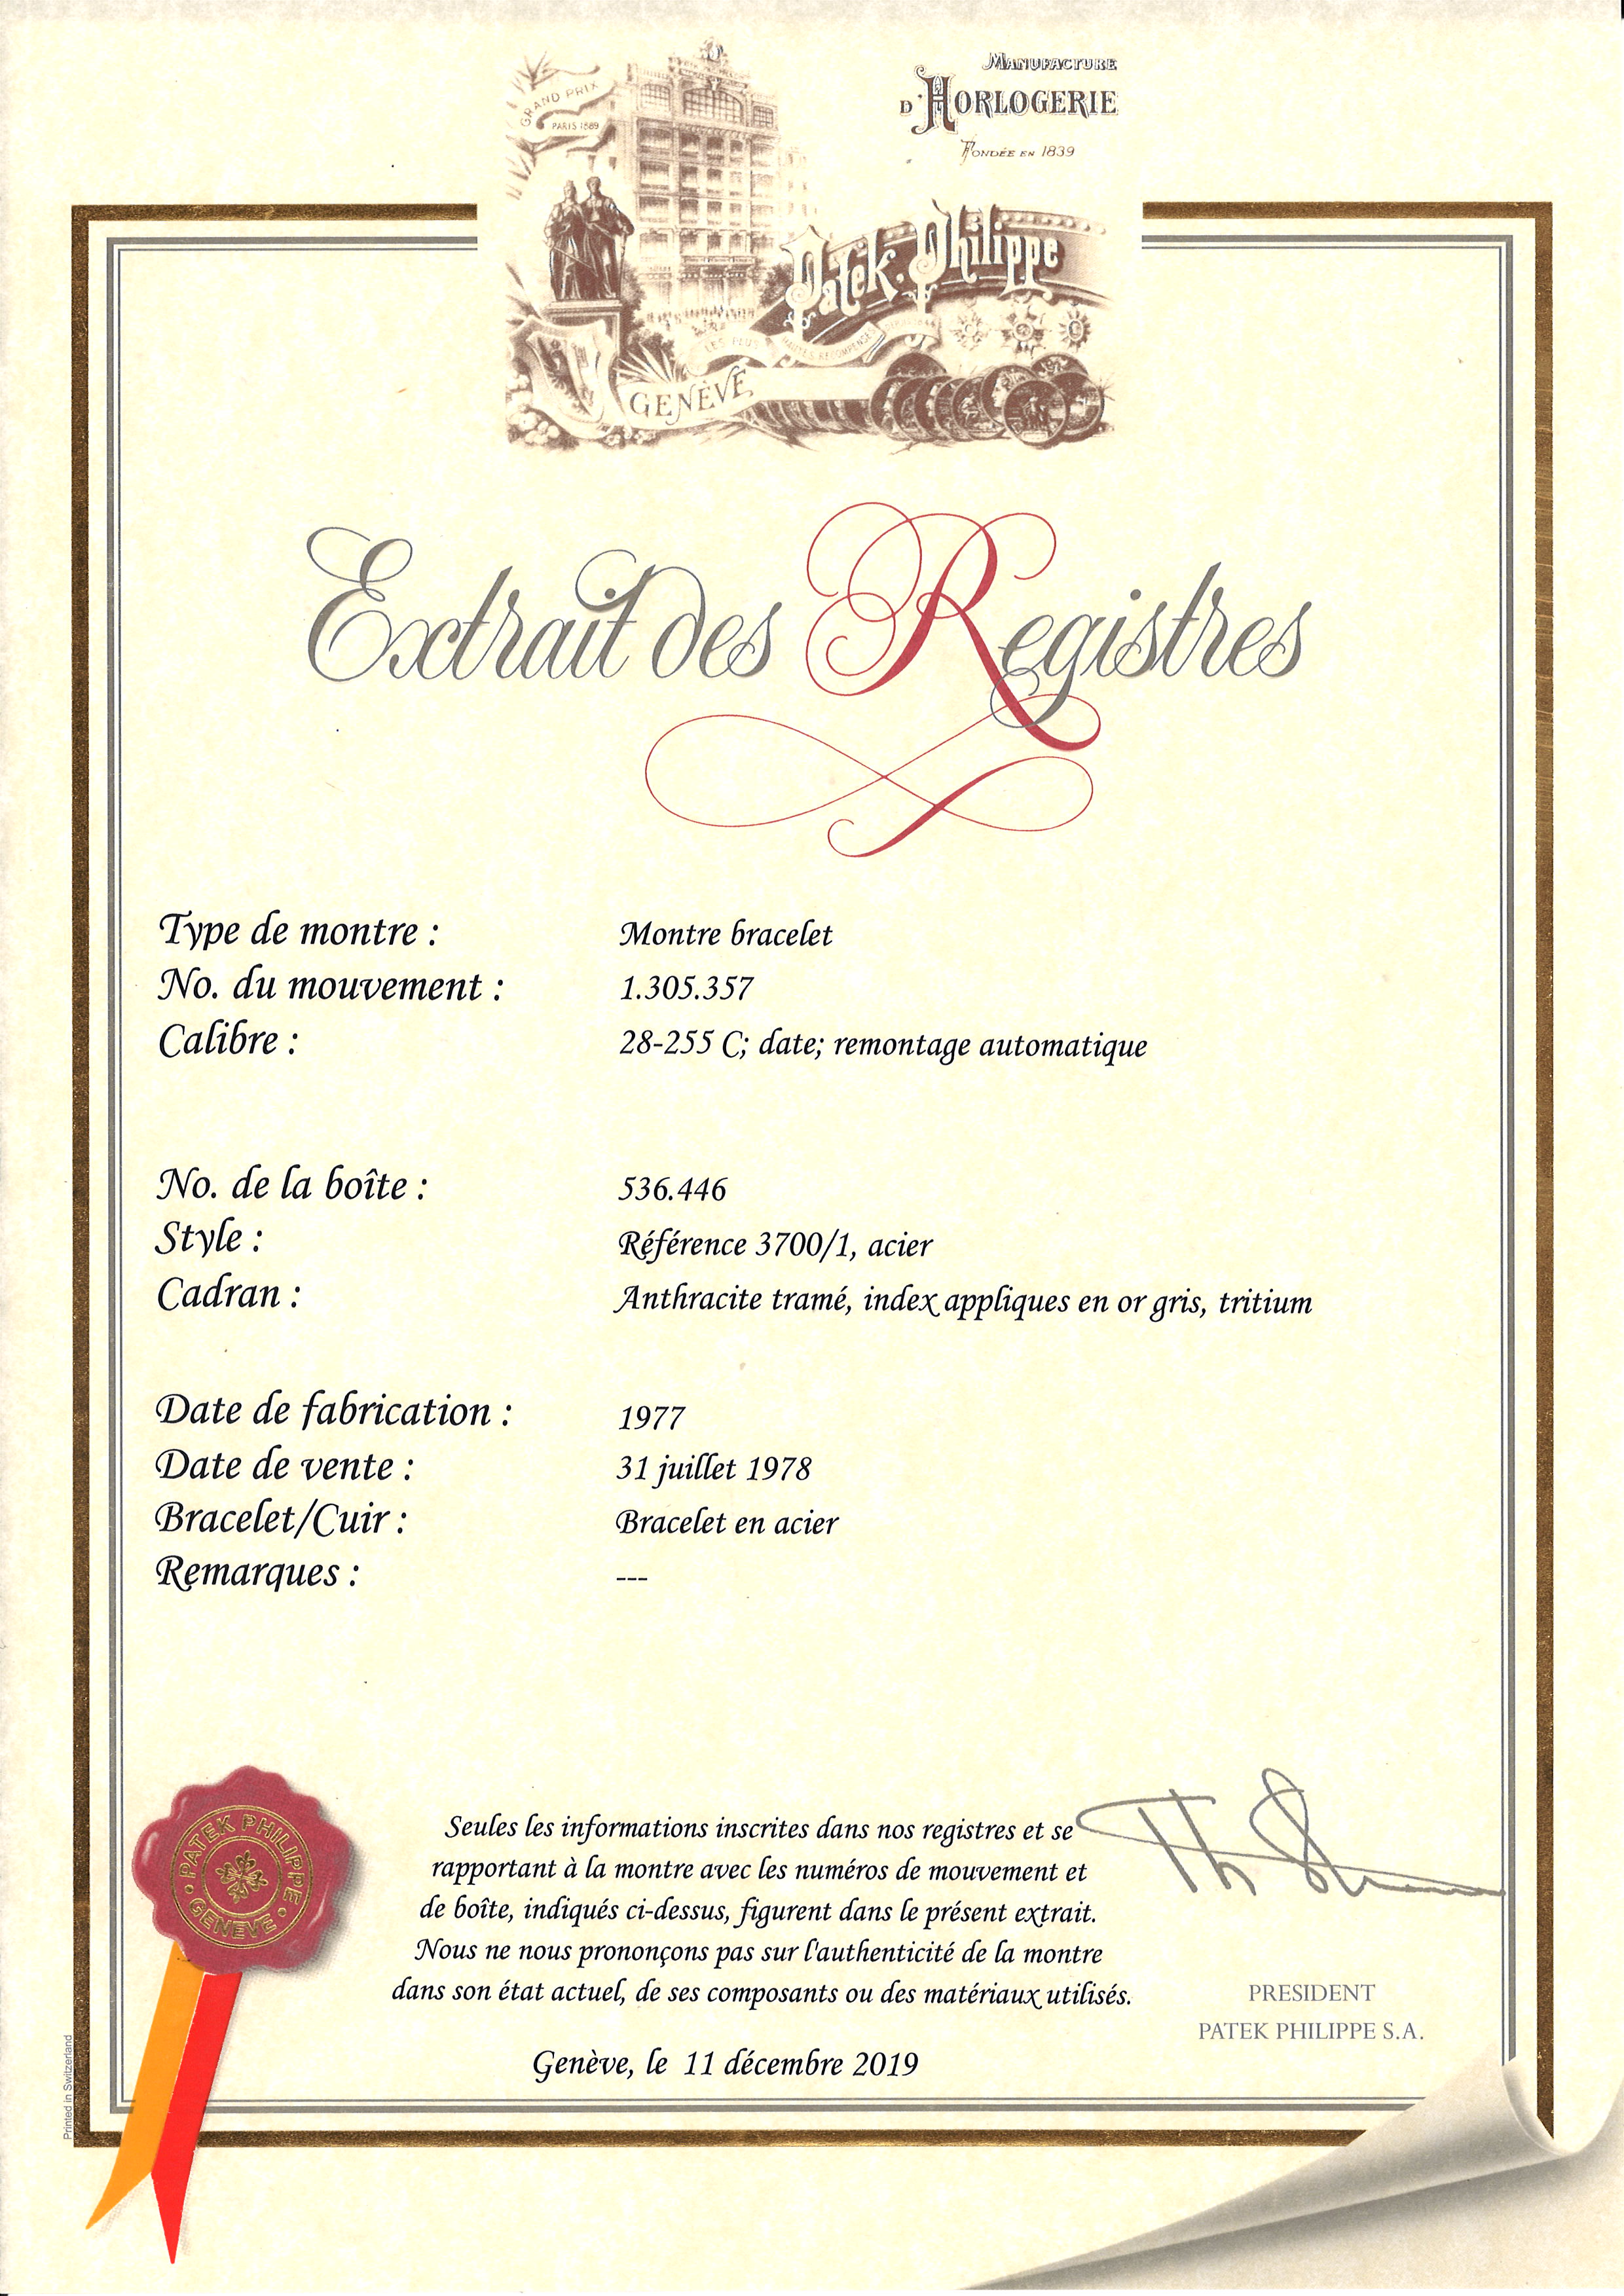 MANUFACTURE
D'HORLOGERIE
FONDÉE EN 1839
GRAND PRIX
PARIS 1889
Patek Philippe
LES PLUS HAUTES RÉCOMPENSES
GENÈVE
Extrait des Registres
Type de montre : Montre bracelet
No. du mouvement : 1.305.357
Calibre : 28-255 C; date; remontage automatique
No. de la boîte : 536.446
Style : Référence 3700/1, acier
Cadran : Anthracite tramé, index appliques en or gris, tritium
Date de fabrication : 1977
Date de vente : 31 juillet 1978
Bracelet/Cuir : Bracelet en acier
Remarques : ---
Seules les informations inscrites dans nos registres et se
rapportant à la montre avec les numéros de mouvement et
de boîte, indiqués ci-dessus, figurent dans le présent extrait.
Nous ne nous prononçons pas sur l'authenticité de la montre
dans son état actuel, de ses composants ou des matériaux utilisés.
Genève, le 11 décembre 2019
PRESIDENT
PATEK PHILIPPE S.A.
PATEK PHILIPPE
GENEVE
Printed in Switzerland